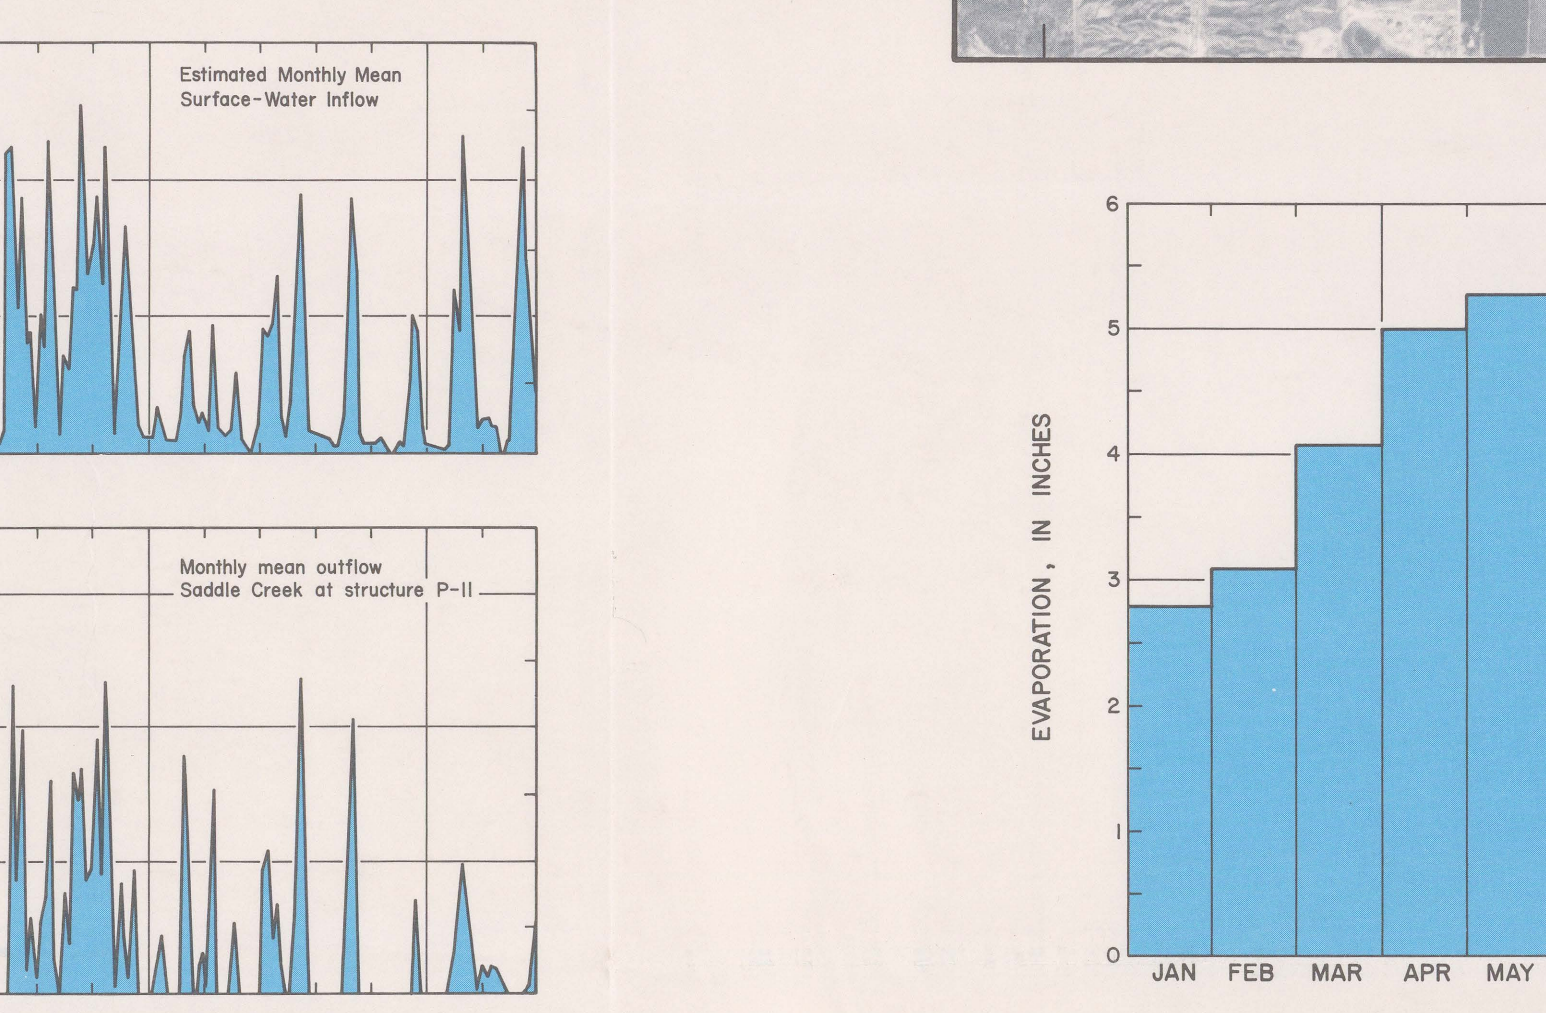 Estimated Monthly Mean
Surface-Water Inflow
Monthly mean outflow
Saddle Creek at structure P-11
EVAPORATION, IN INCHES
6
5
4
3
2
1
0
JAN FEB MAR APR MAY